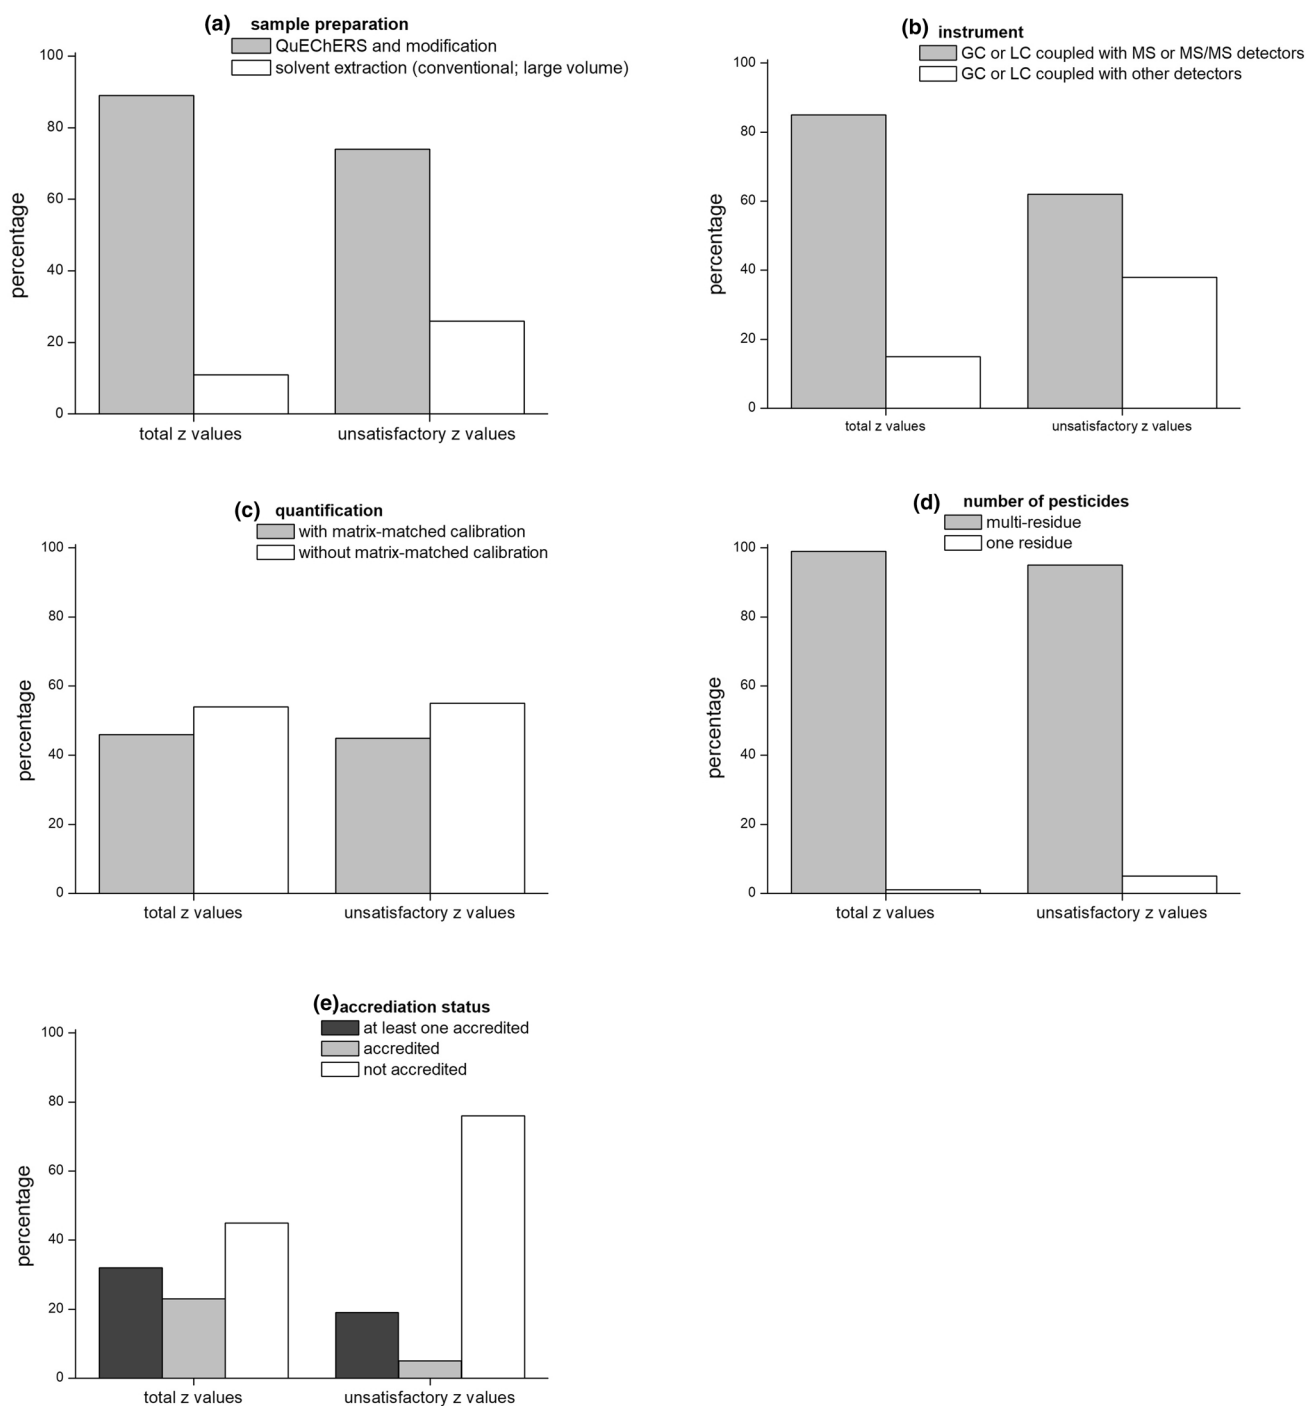 (a) sample preparation
QuEChERS and modification
solvent extraction (conventional; large volume)
100
80
60
40
20
0
percentage
total z values
unsatisfactory z values
(b) instrument
GC or LC coupled with MS or MS/MS detectors
GC or LC coupled with other detectors
100
80
60
40
20
0
percentage
total z values
unsatisfactory z values
(c) quantification
with matrix-matched calibration
without matrix-matched calibration
100
80
60
40
20
0
percentage
total z values
unsatisfactory z values
(d) number of pesticides
multi-residue
one residue
100
80
60
40
20
0
percentage
total z values
unsatisfactory z values
(e) accrediation status
at least one accredited
accredited
not accredited
100
80
60
40
20
0
percentage
total z values
unsatisfactory z values